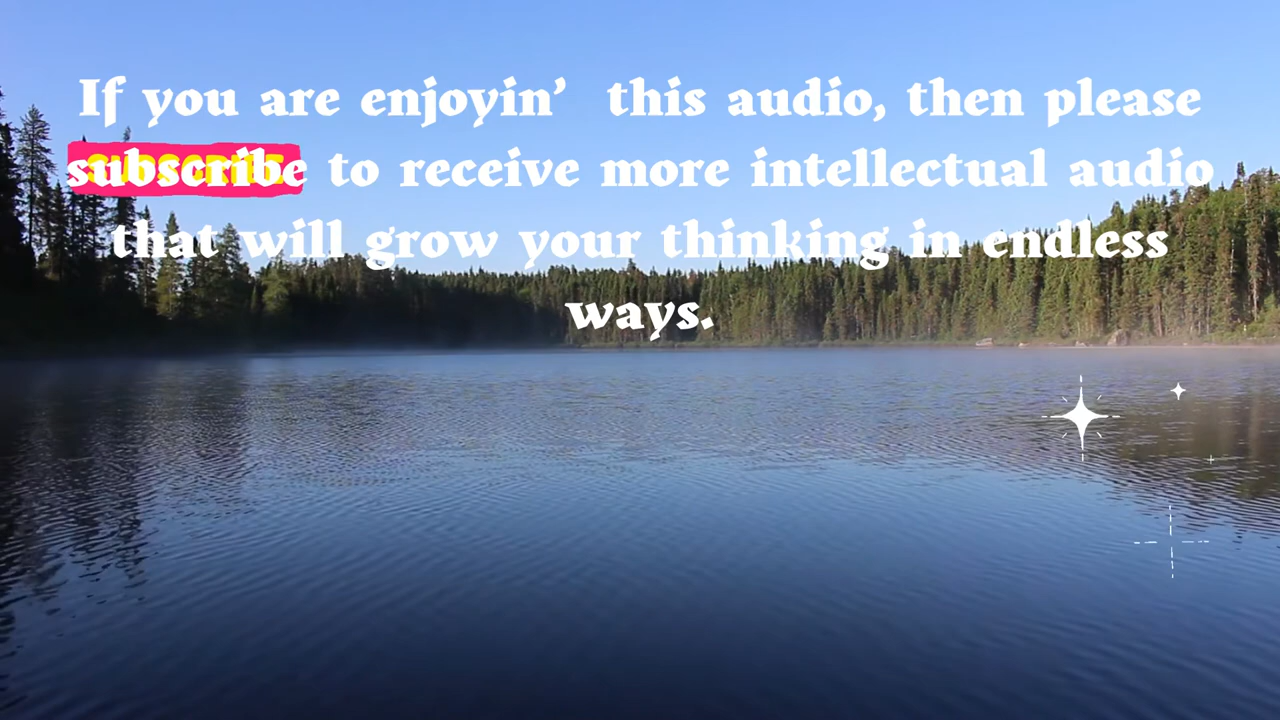 If you are enjoyin’ this audio, then please
subscribe to receive more intellectual audio
that will grow your thinking in endless
ways.
SUBSCRIBE